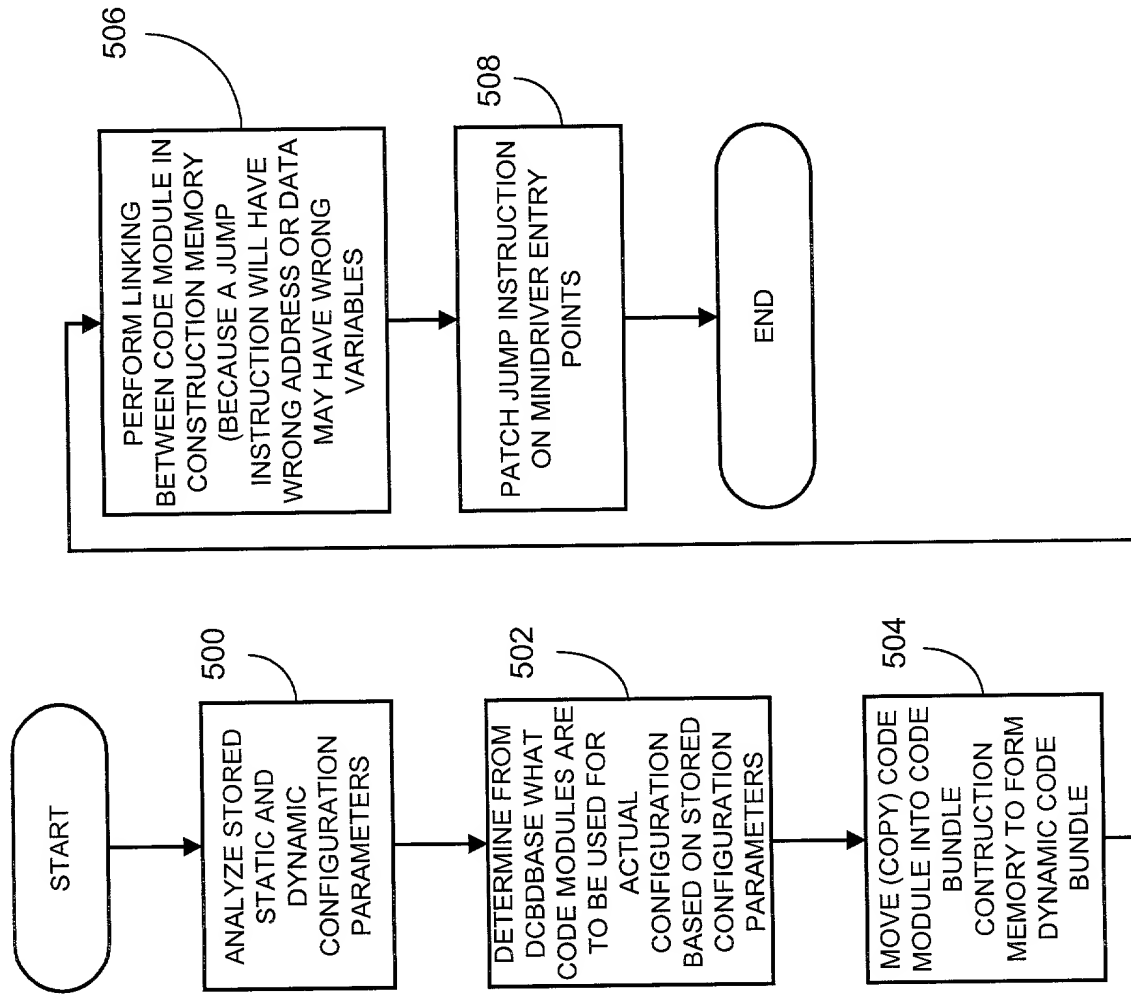 START
500
ANALYZE STORED
STATIC AND
DYNAMIC
CONFIGURATION
PARAMETERS
502
DETERMINE FROM
DCBDBASE WHAT
CODE MODULES ARE
TO BE USED FOR
ACTUAL
CONFIGURATION
BASED ON STORED
CONFIGURATION
PARAMETERS
504
MOVE (COPY) CODE
MODULE INTO CODE
BUNDLE
CONTRUCTION
MEMORY TO FORM
DYNAMIC CODE
BUNDLE
506
PERFORM LINKING
BETWEEN CODE MODULE IN
CONSTRUCTION MEMORY
(BECAUSE A JUMP
INSTRUCTION WILL HAVE
WRONG ADDRESS OR DATA
MAY HAVE WRONG
VARIABLES
508
PATCH JUMP INSTRUCTION
ON MINIDRIVER ENTRY
POINTS
END